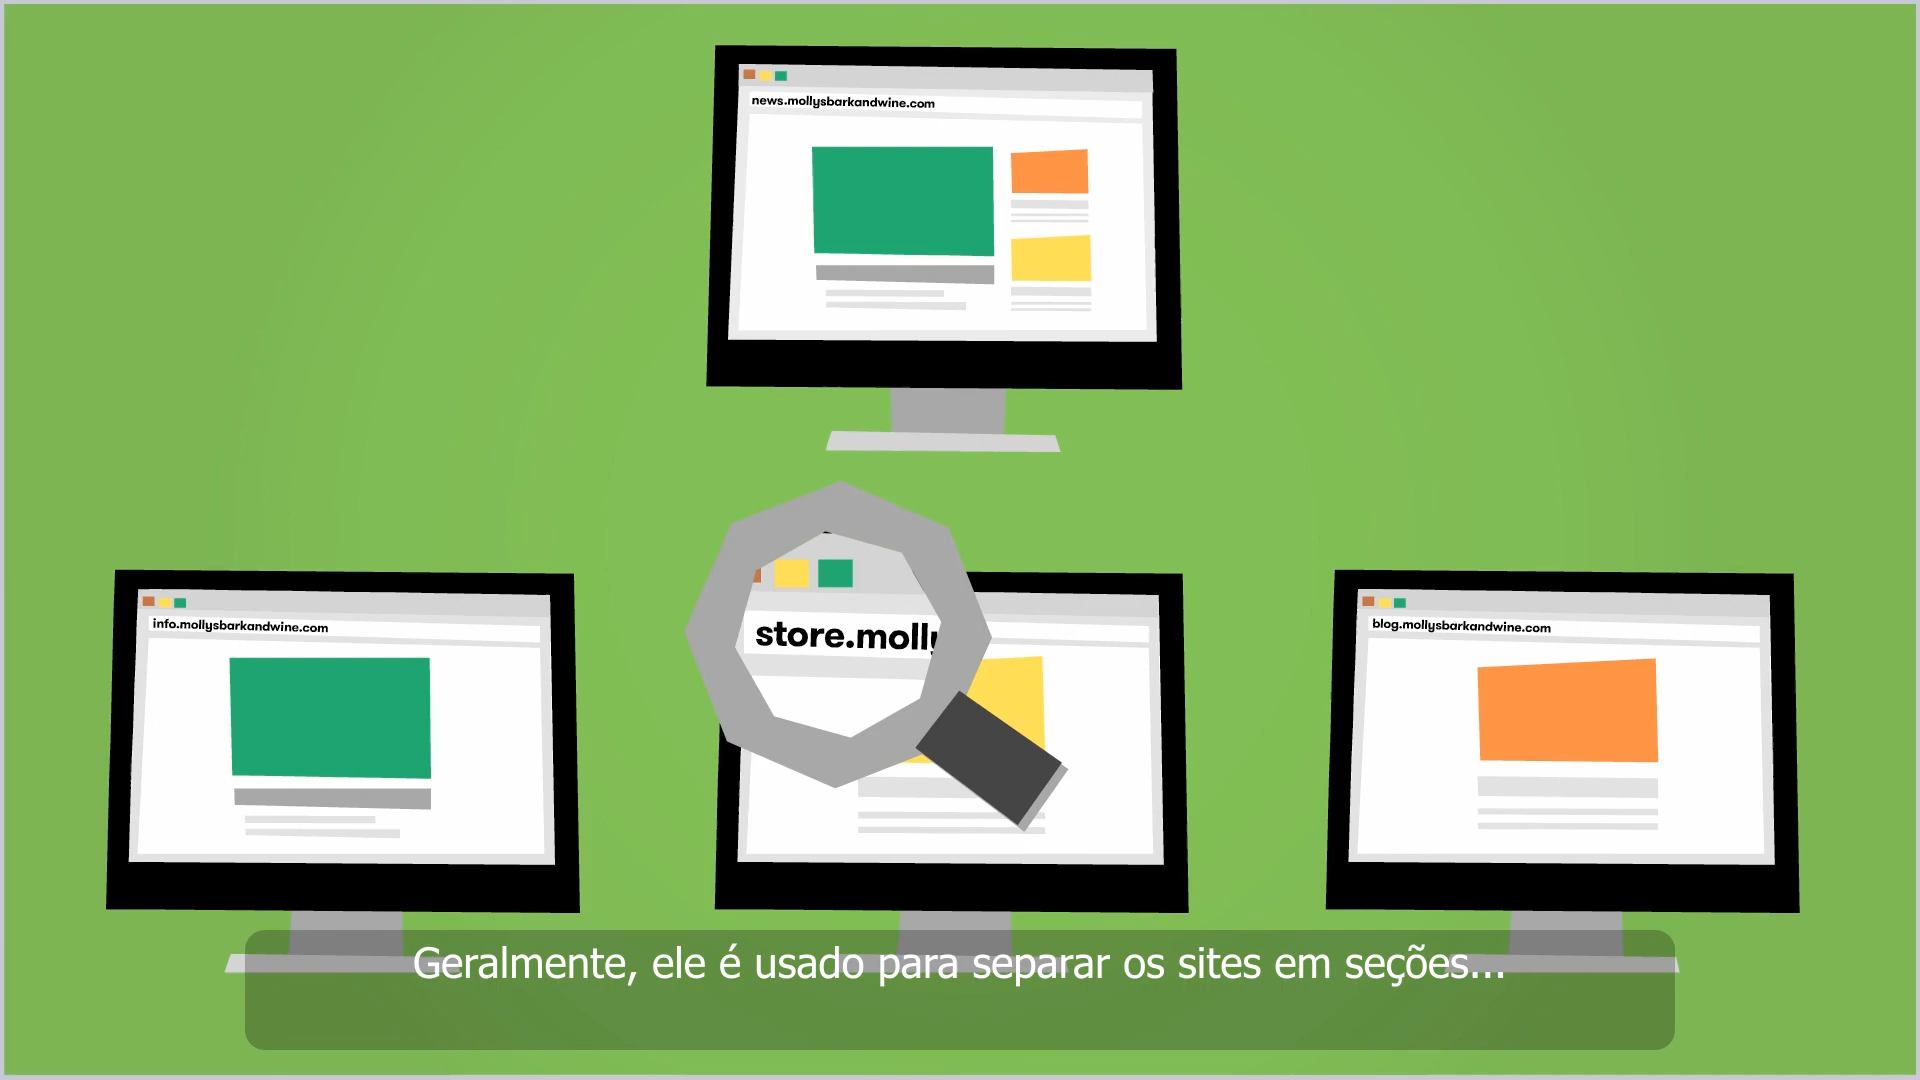 news.mollysbarkandwine.com
info.mollysbarkandwine.com
store.molly
blog.mollysbarkandwine.com
Geralmente, ele é usado para separar os sites em seções...